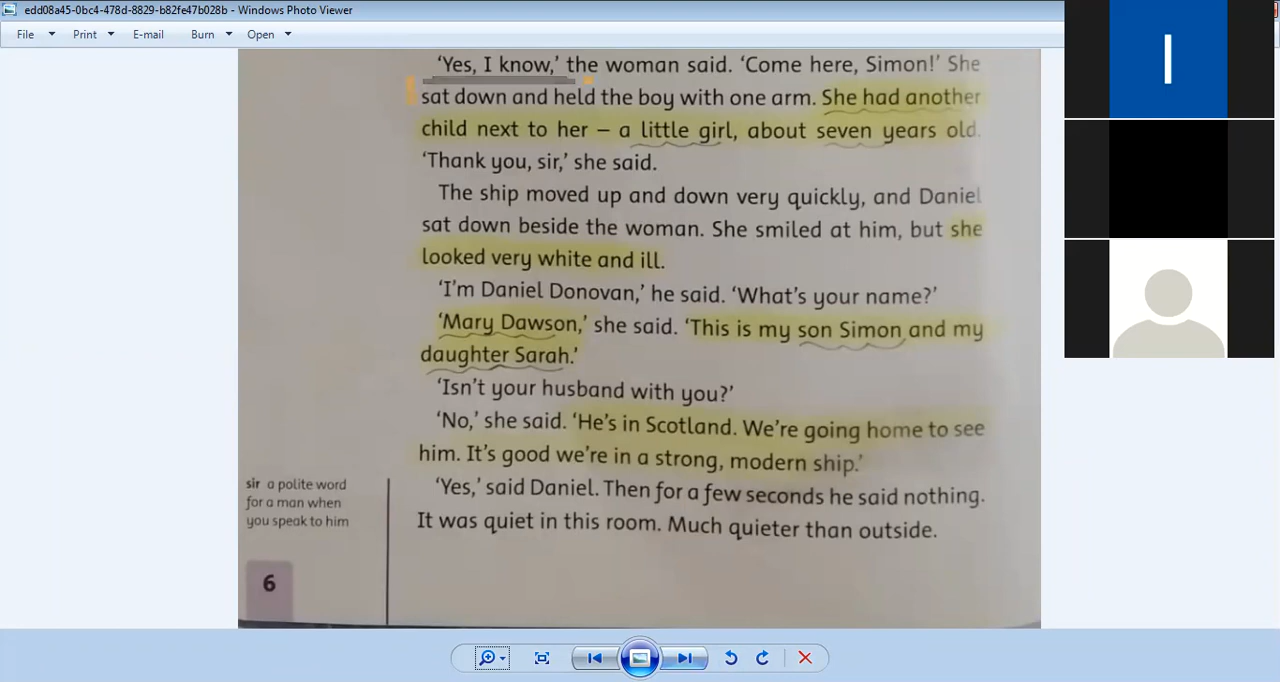 edd08a45-0bc4-478d-8829-b82fe47b028b - Windows Photo Viewer
File Print E-mail Burn Open
I
‘Yes, I know,’ the woman said. ‘Come here, Simon!’ She
sat down and held the boy with one arm. She had another
child next to her – a little girl, about seven years old.
‘Thank you, sir,’ she said.
The ship moved up and down very quickly, and Daniel
sat down beside the woman. She smiled at him, but she
looked very white and ill.
‘I’m Daniel Donovan,’ he said. ‘What’s your name?’
‘Mary Dawson,’ she said. ‘This is my son Simon and my
daughter Sarah.’
‘Isn’t your husband with you?’
‘No,’ she said. ‘He’s in Scotland. We’re going home to see
him. It’s good we’re in a strong, modern ship.’
‘Yes,’ said Daniel. Then for a few seconds he said nothing.
It was quiet in this room. Much quieter than outside.
sir a polite word
for a man when
you speak to him
6